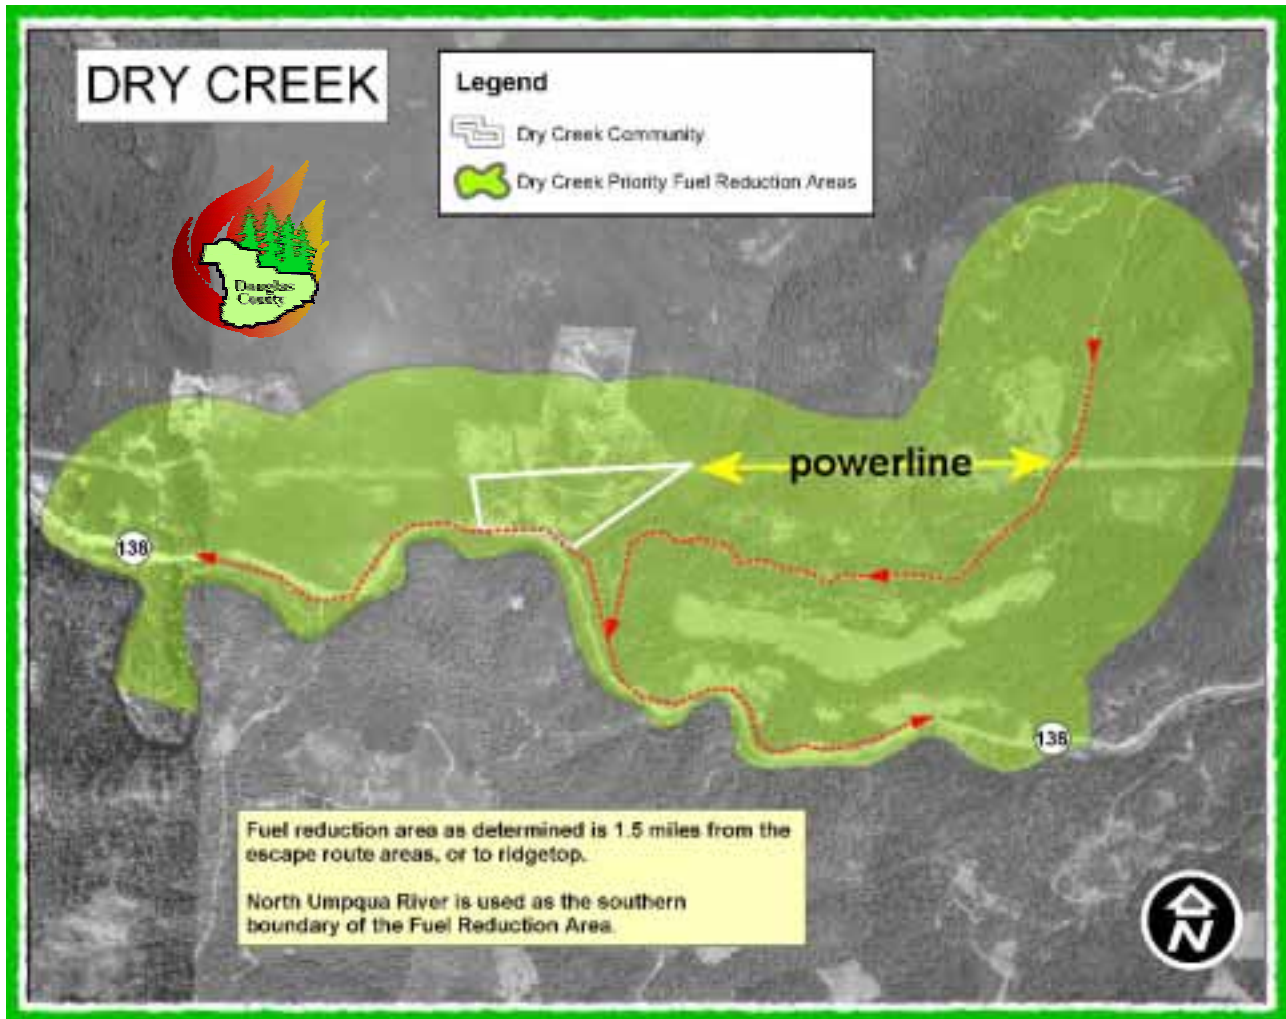 DRY CREEK
Legend
Dry Creek Community
Dry Creek Priority Fuel Reduction Areas
Douglas
County
powerline
138
138
Fuel reduction area as determined is 1.5 miles from the
escape route areas, or to ridgetop.
North Umpqua River is used as the southern
boundary of the Fuel Reduction Area.
N